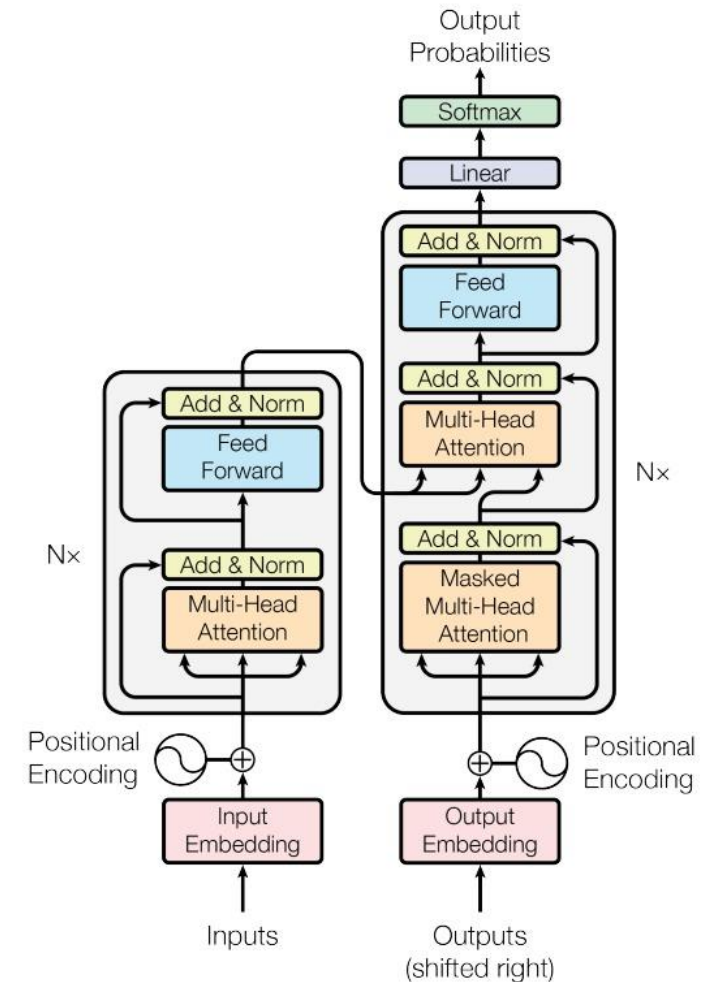 Output
Probabilities
Softmax
Linear
Add & Norm
Feed
Forward
Add & Norm
Multi-Head
Attention
Nx
Add & Norm
Masked
Multi-Head
Attention
Add & Norm
Feed
Forward
Nx
Add & Norm
Multi-Head
Attention
Positional
Encoding
Positional
Encoding
Input
Embedding
Output
Embedding
Inputs
Outputs
(shifted right)